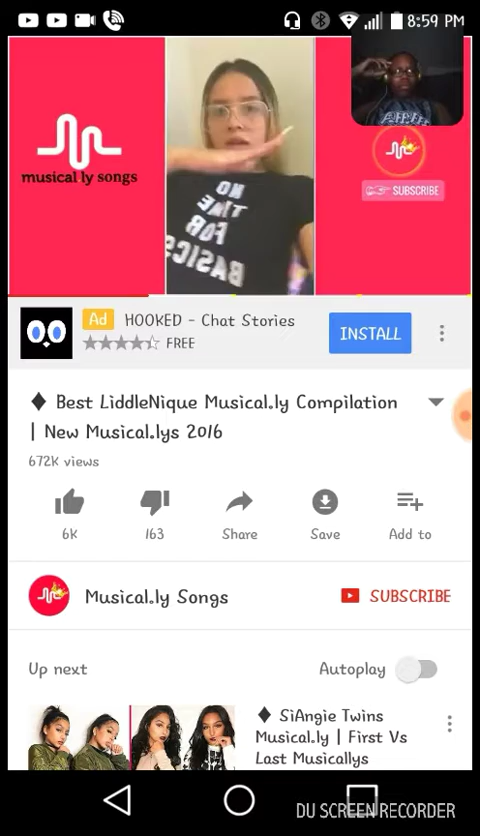 8:59 PM
musical.ly songs
NO
TIME
FOR
BASICS
SUBSCRIBE
Ad HOOKED - Chat Stories
FREE
INSTALL
♦ Best LiddleNique Musical.ly Compilation
| New Musical.lys 2016
672K views
6K
163
Share
Save
Add to
Musical.ly Songs
SUBSCRIBE
Up next
Autoplay
♦ SiAngie Twins
Musical.ly | First Vs
Last Musicallys
DU SCREEN RECORDER